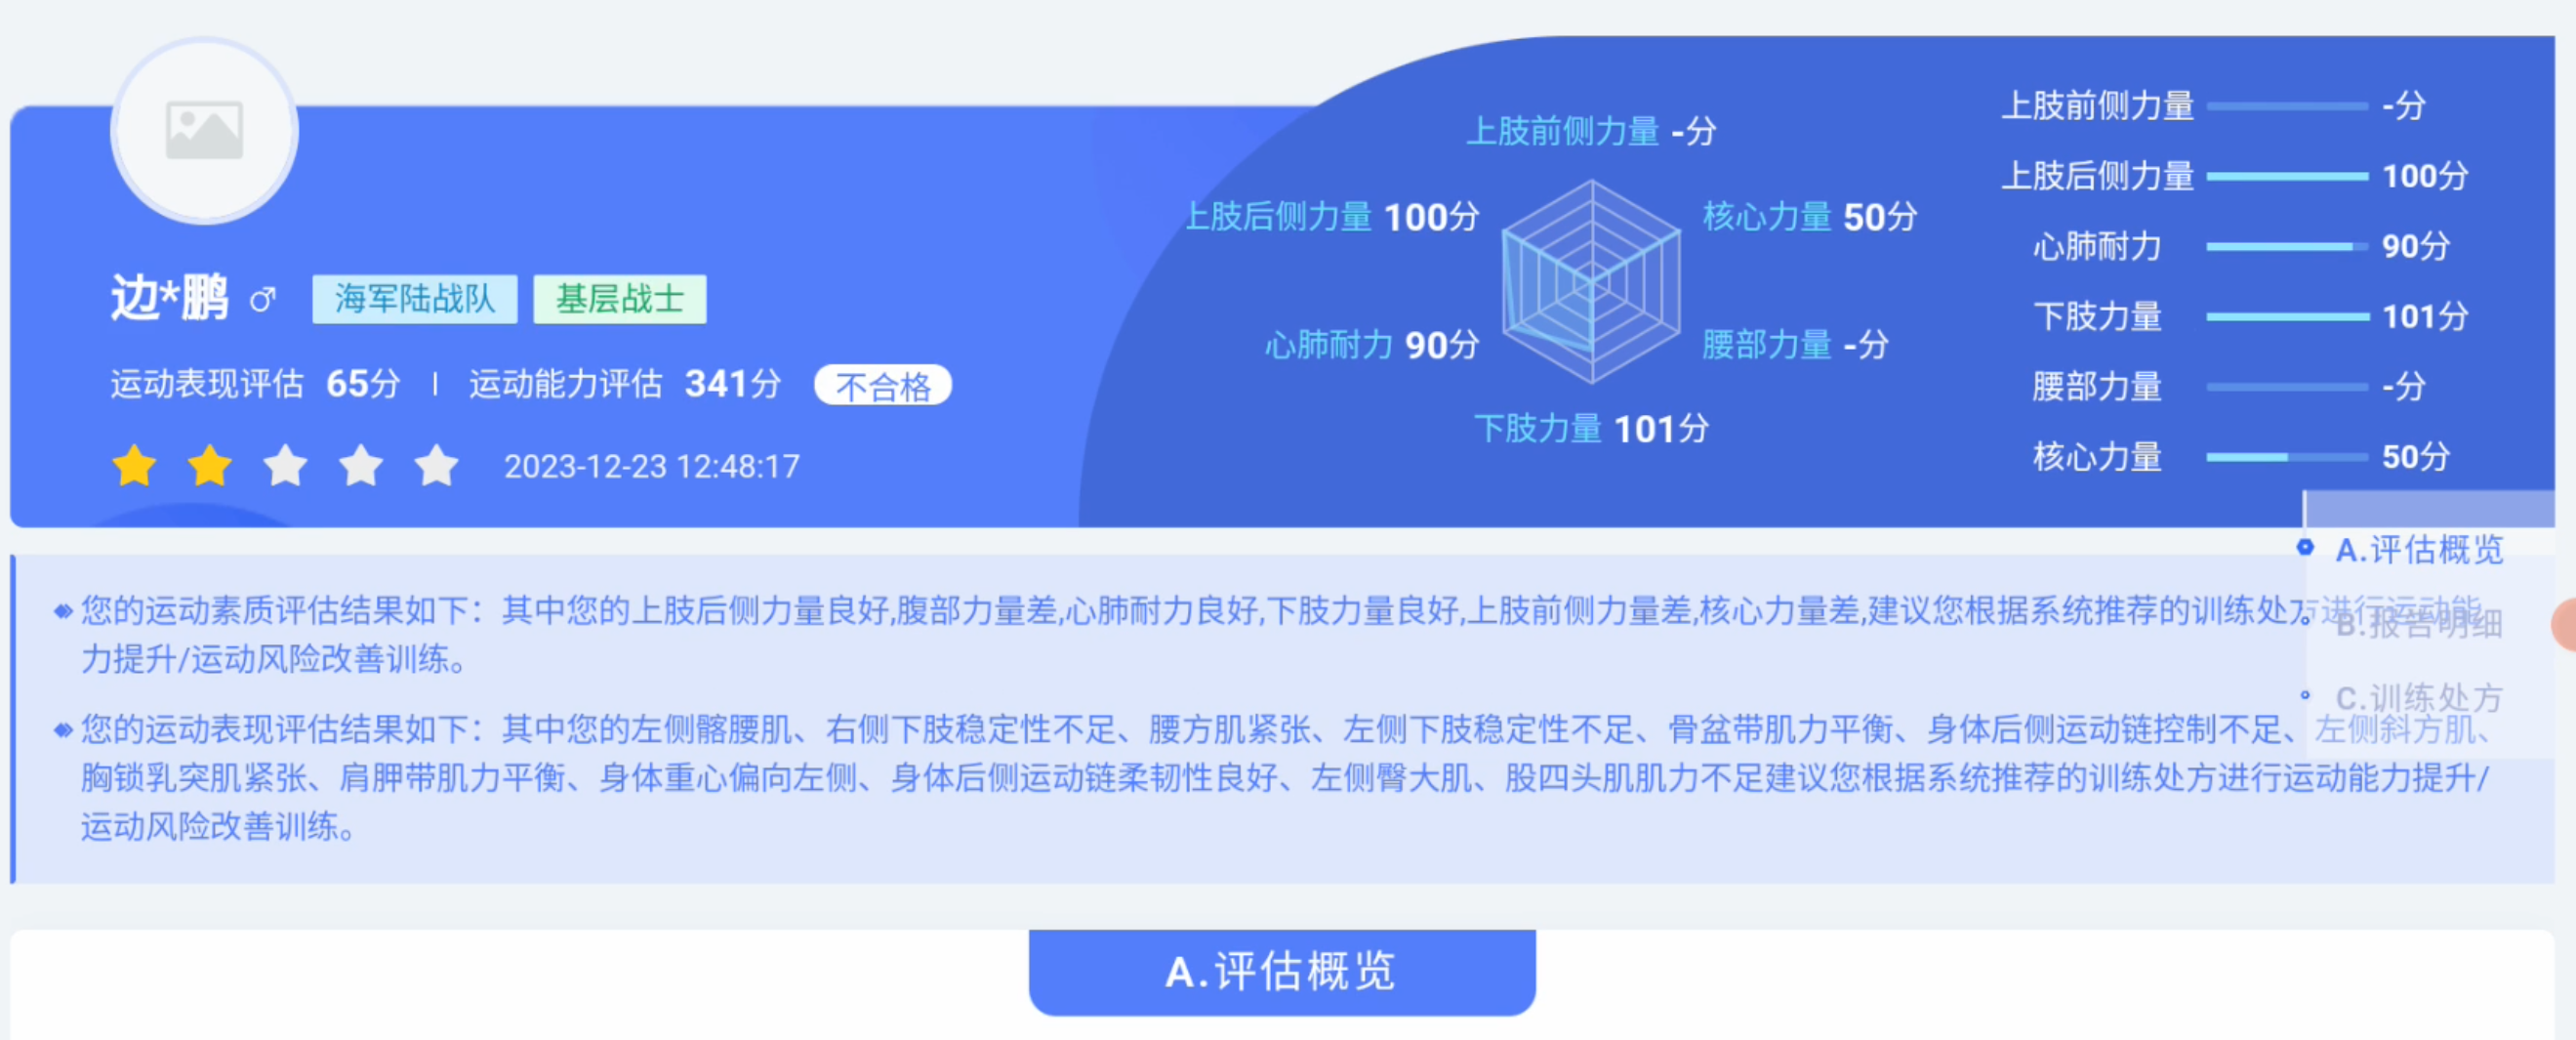 上肢前侧力量 -分
上肢后侧力量 100分
核心力量 50分
心肺耐力 90分
腰部力量 -分
下肢力量 101分
上肢前侧力量 -分
上肢后侧力量 100分
心肺耐力 90分
下肢力量 101分
腰部力量 -分
核心力量 50分
边*鹏 ♂ 海军陆战队 基层战士
运动表现评估 65分 | 运动能力评估 341分 不合格
2023-12-23 12:48:17
A.评估概览
B.报告明细
C.训练处方
您的运动素质评估结果如下：其中您的上肢后侧力量良好,腹部力量差,心肺耐力良好,下肢力量良好,上肢前侧力量差,核心力量差,建议您根据系统推荐的训练处方进行运动能
力提升/运动风险改善训练。
您的运动表现评估结果如下：其中您的左侧髂腰肌、右侧下肢稳定性不足、腰方肌紧张、左侧下肢稳定性不足、骨盆带肌力平衡、身体后侧运动链控制不足、左侧斜方肌、
胸锁乳突肌紧张、肩胛带肌力平衡、身体重心偏向左侧、身体后侧运动链柔韧性良好、左侧臀大肌、股四头肌肌力不足建议您根据系统推荐的训练处方进行运动能力提升/
运动风险改善训练。
A.评估概览